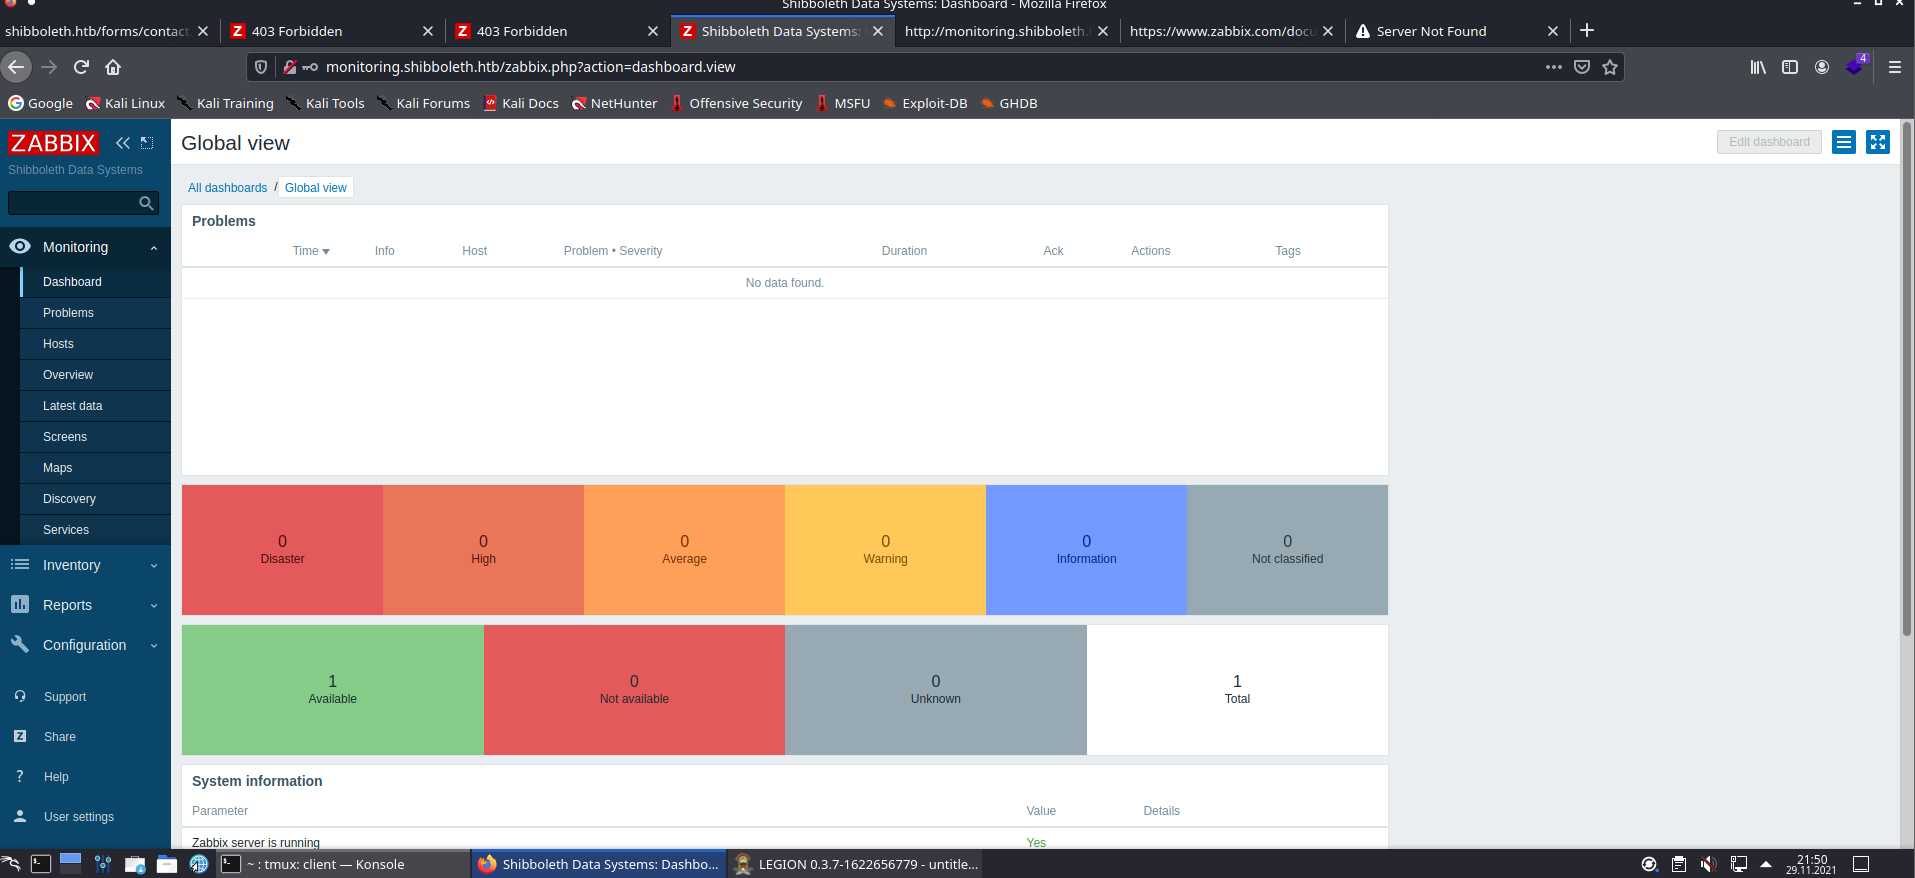 Shibboleth Data Systems: Dashboard - Mozilla Firefox
shibboleth.htb/forms/contact
403 Forbidden
403 Forbidden
Shibboleth Data Systems:
http://monitoring.shibboleth.
https://www.zabbix.com/docu
Server Not Found
monitoring.shibboleth.htb/zabbix.php?action=dashboard.view
4
Google Kali Linux Kali Training Kali Tools Kali Forums Kali Docs NetHunter Offensive Security MSFU Exploit-DB GHDB
ZABBIX
Shibboleth Data Systems
Monitoring
Dashboard
Problems
Hosts
Overview
Latest data
Screens
Maps
Discovery
Services
Inventory
Reports
Configuration
Support
Share
Help
User settings
Global view
Edit dashboard
All dashboards / Global view
Problems
Time Info Host Problem • Severity Duration Ack Actions Tags
No data found.
0 0 0 0 0 0
Disaster High Average Warning Information Not classified
1 0 0 1
Available Not available Unknown Total
System information
Parameter Value Details
Zabbix server is running Yes
~ : tmux: client — Konsole
Shibboleth Data Systems: Dashbo...
LEGION 0.3.7-1622656779 - untitle...
21:50
29.11.2021